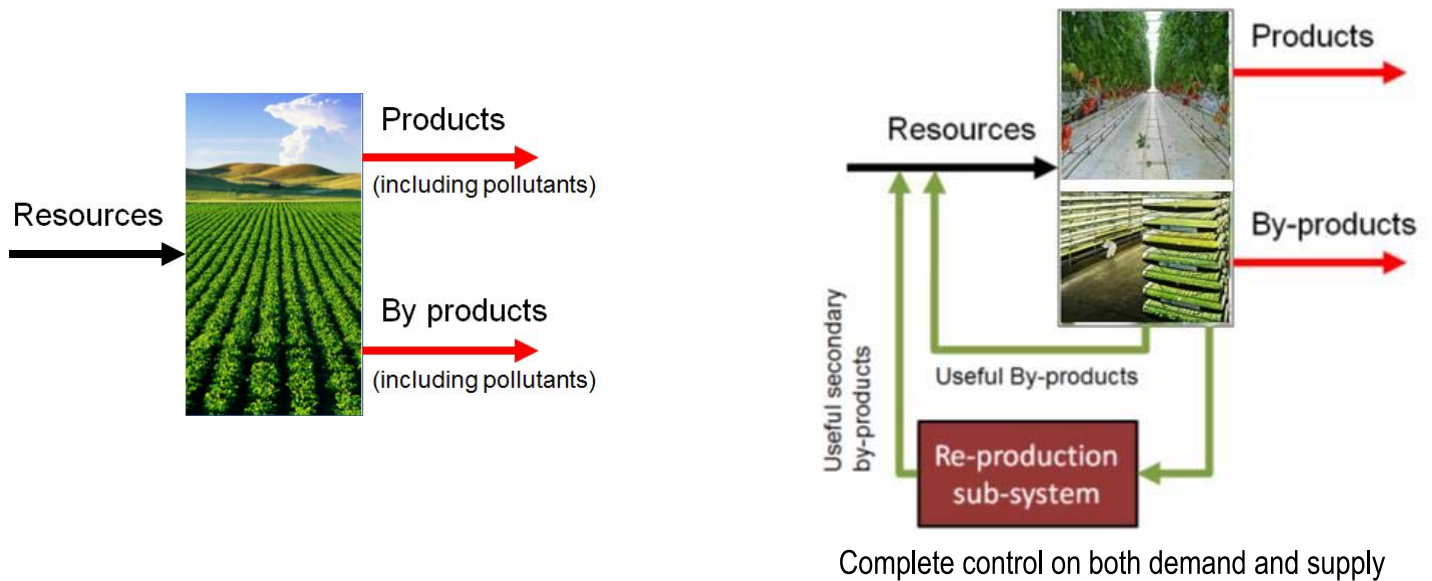 Resources
Products
(including pollutants)
By products
(including pollutants)
Resources
Products
By-products
Useful By-products
Useful secondary
by-products
Re-production
sub-system
Complete control on both demand and supply